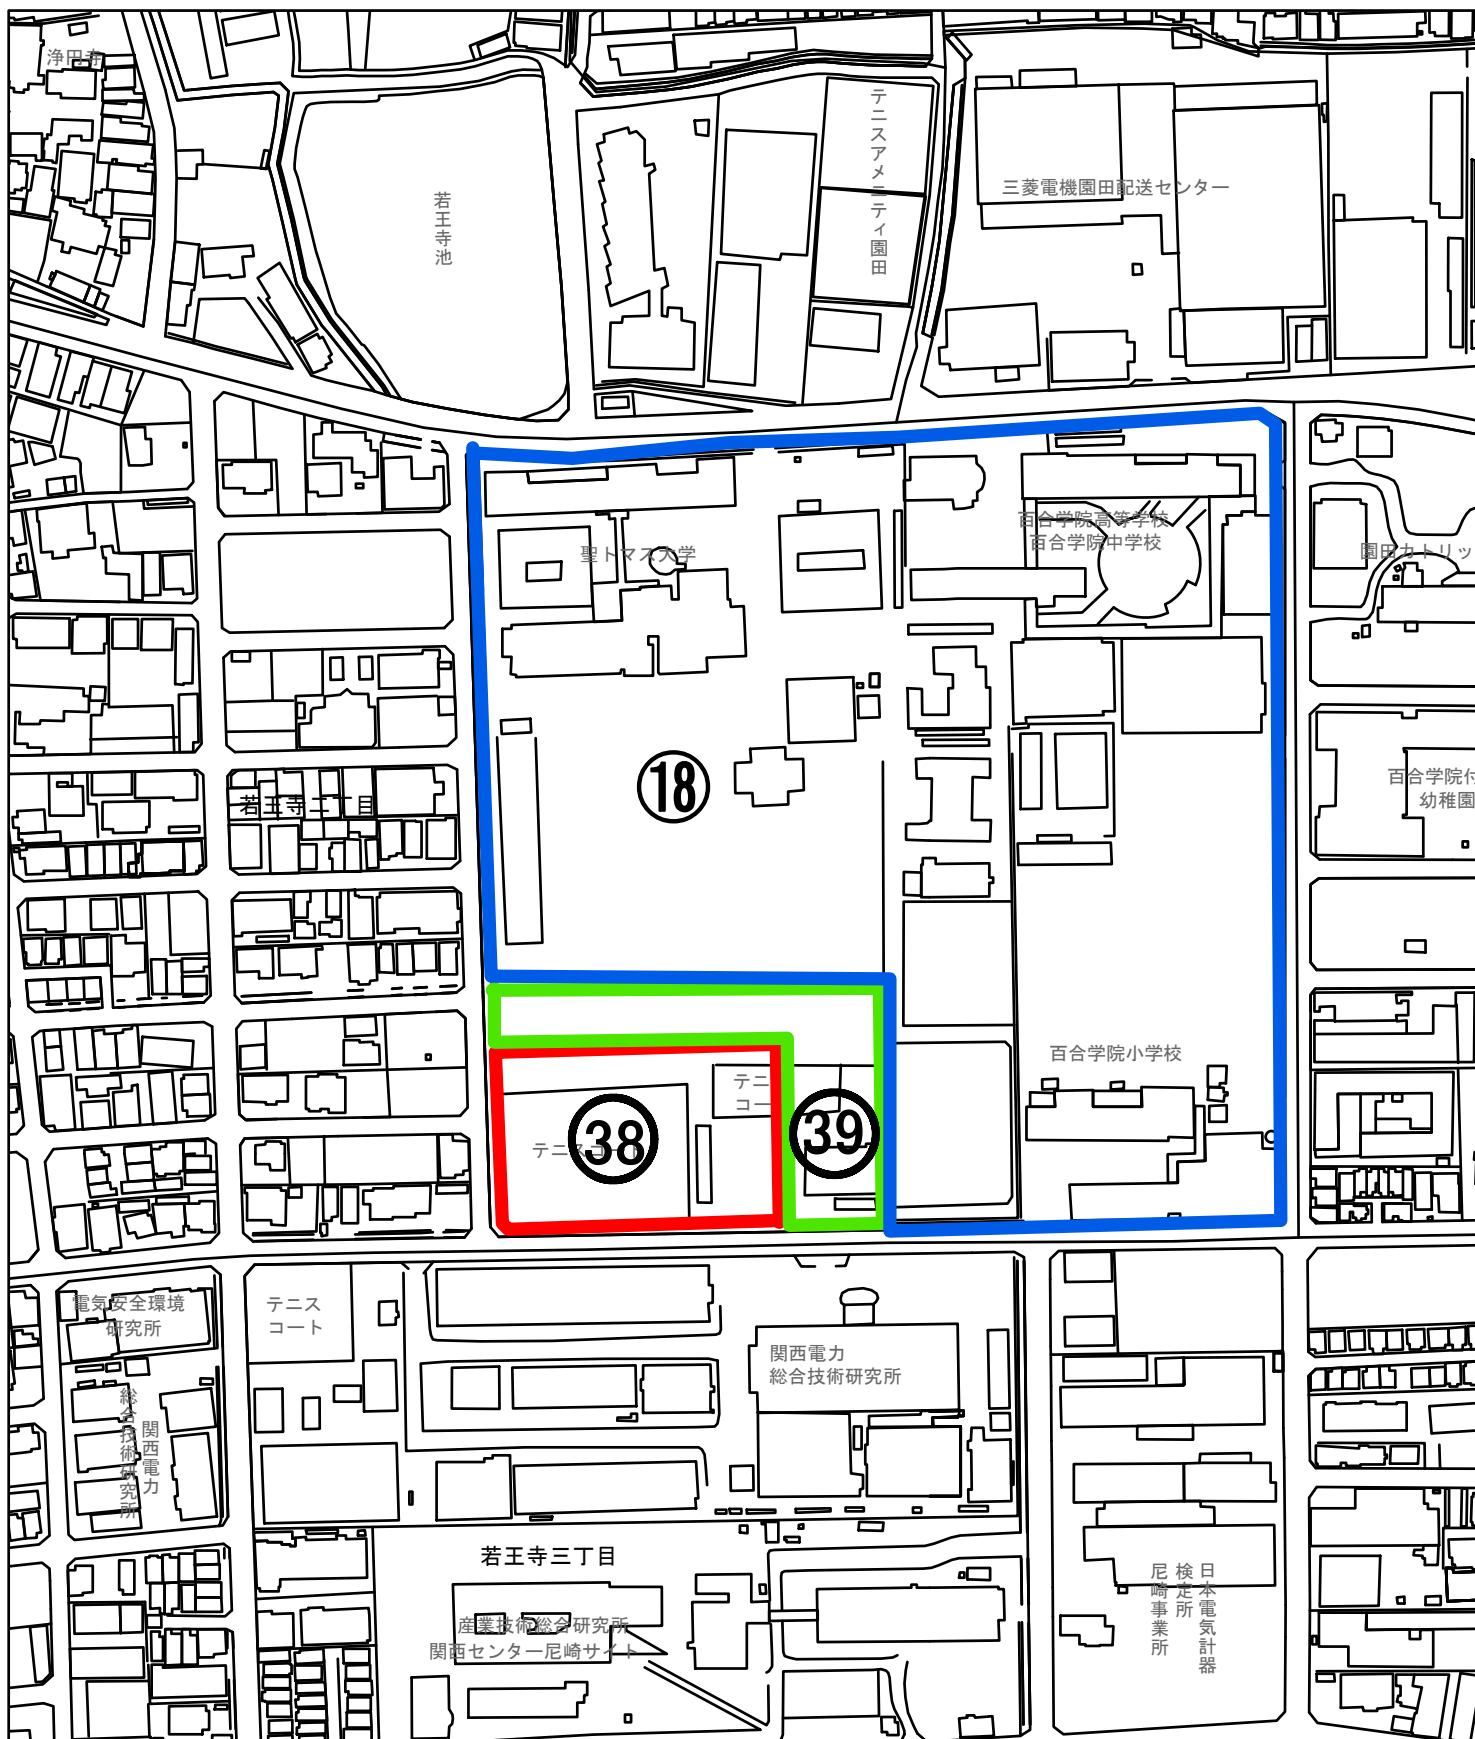 浄円寺
若王寺池
テニスアメニティ園田
三菱電機園田配送センター
聖トマス大学
百合学院高等学校
百合学院中学校
園田カトリッ
18
若王寺二丁目
百合学院付
幼稚園
百合学院小学校
テニ
コー
38
39
テニスコート
電気安全環境
研究所
テニス
コート
関西電力
総合技術研究所
関西電力
総合技術研究所
若王寺三丁目
産業技術総合研究所
関西センター尼崎サイト
日本電気計器
検定所
尼崎事業所